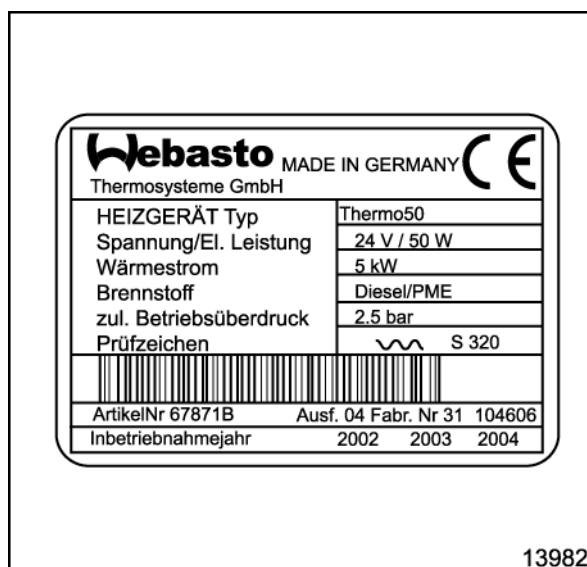 Webasto MADE IN GERMANY CE
Thermosysteme GmbH
HEIZGERÄT Typ Thermo50
Spannung/El. Leistung 24 V / 50 W
Wärmestrom 5 kW
Brennstoff Diesel/PME
zul. Betriebsüberdruck 2.5 bar
Prüfzeichen S 320
ArtikelNr 67871B Ausf. 04 Fabr. Nr 31 104606
Inbetriebnahmejahr 2002 2003 2004
13982